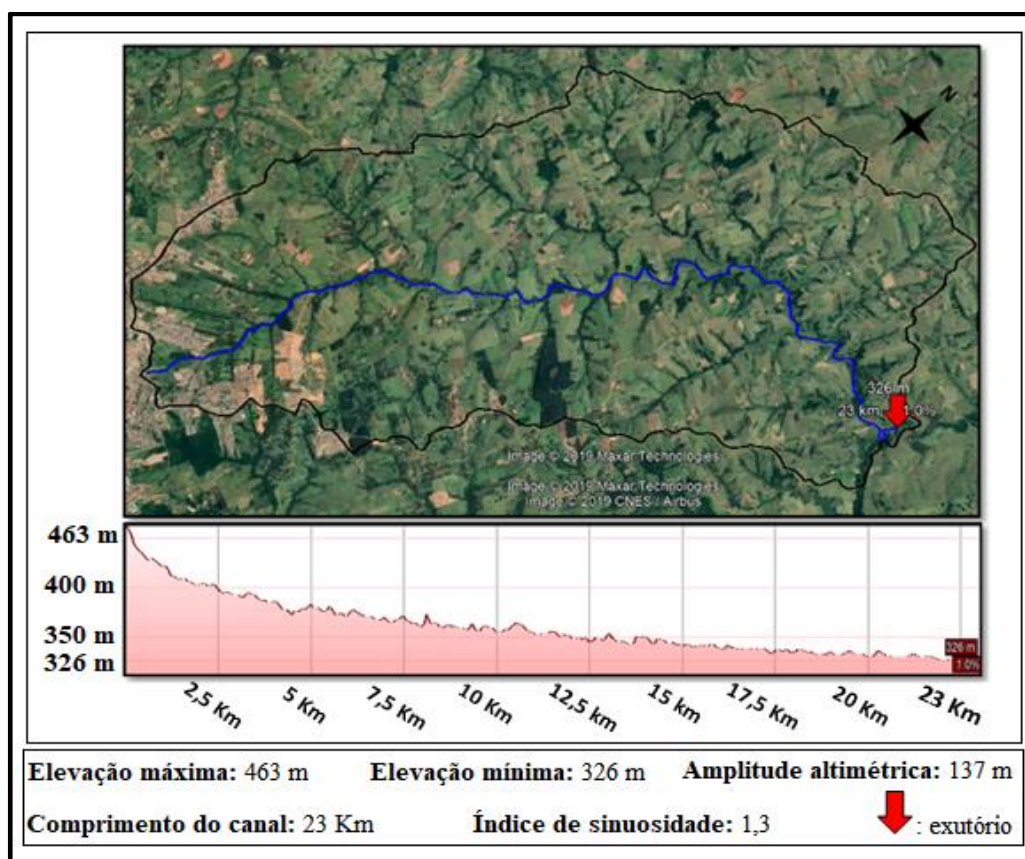 N
326 m
23 km 1,0%
Image © 2019 Maxar Technologies
Image © 2019 Maxar Technologies
Image © 2019 CNES / Airbus
463 m
400 m
350 m
326 m
326 m
1.0%
2,5 Km
5 Km
7,5 Km
10 Km
12,5 km
15 km
17,5 Km
20 Km
23 Km
Elevação máxima: 463 m Elevação mínima: 326 m Amplitude altimétrica: 137 m
Comprimento do canal: 23 Km Índice de sinuosidade: 1,3 : exutório